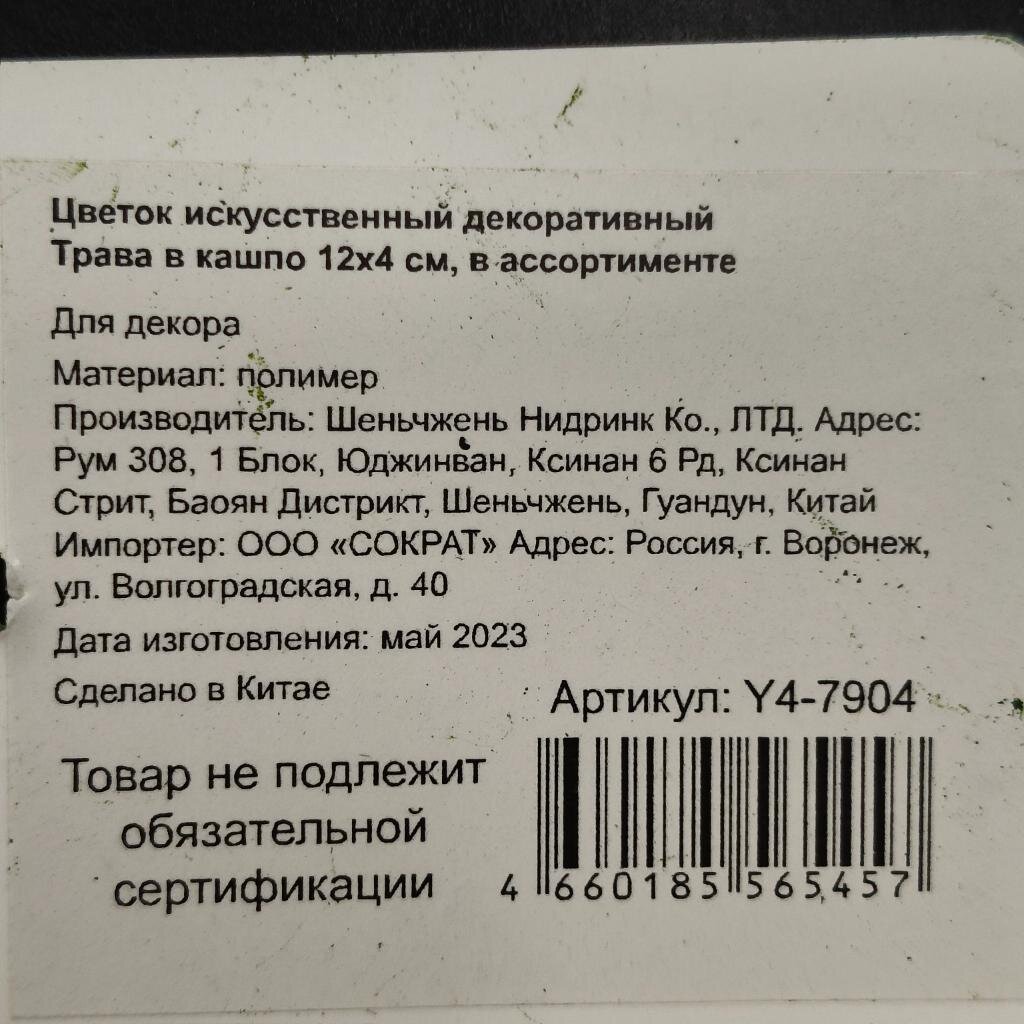 Цветок искусственный декоративный
Трава в кашпо 12х4 см, в ассортименте
Для декора
Материал: полимер
Производитель: Шеньчжень Нидринк Ко., ЛТД. Адрес:
Рум 308, 1 Блок, Юджинван, Ксинан 6 Рд, Ксинан
Стрит, Баоян Дистрикт, Шеньчжень, Гуандун, Китай
Импортер: ООО «СОКРАТ» Адрес: Россия, г. Воронеж,
ул. Волгоградская, д. 40
Дата изготовления: май 2023
Сделано в Китае
Артикул: Y4-7904
Товар не подлежит
обязательной
сертификации
4 660185 565457